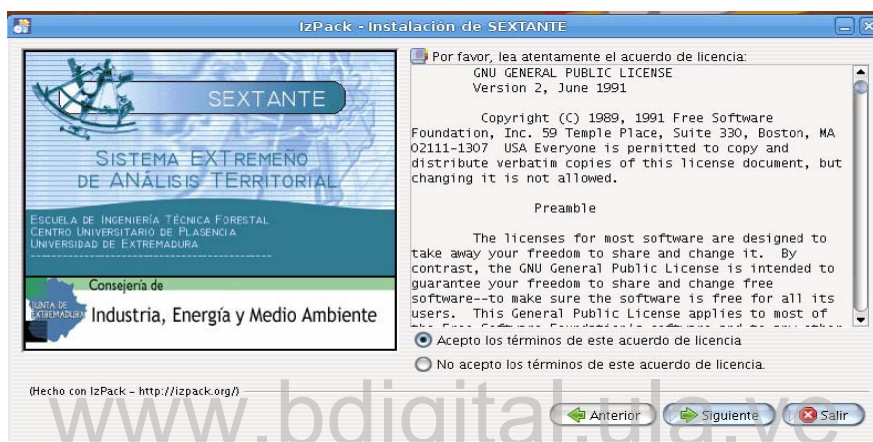 IzPack - Instalación de SEXTANTE
SEXTANTE
SISTEMA EXTREMEÑO
DE ANÁLISIS TERRITORIAL
ESCUELA DE INGENIERÍA TÉCNICA FORESTAL
CENTRO UNIVERSITARIO DE PLASENCIA
UNIVERSIDAD DE EXTREMADURA
Consejería de
JUNTA DE
EXTREMADURA
Industria, Energía y Medio Ambiente
Por favor, lea atentamente el acuerdo de licencia:
GNU GENERAL PUBLIC LICENSE
Version 2, June 1991
Copyright (C) 1989, 1991 Free Software
Foundation, Inc. 59 Temple Place, Suite 330, Boston, MA
02111-1307  USA Everyone is permitted to copy and
distribute verbatim copies of this license document, but
changing it is not allowed.
Preamble
The licenses for most software are designed to
take away your freedom to share and change it.  By
contrast, the GNU General Public License is intended to
guarantee your freedom to share and change free
software--to make sure the software is free for all its
users.  This General Public License applies to most of
Acepto los términos de este acuerdo de licencia
No acepto los términos de este acuerdo de licencia.
(Hecho con IzPack - http://izpack.org/)
Anterior
Siguiente
Salir
www.bdigital.ula.ve